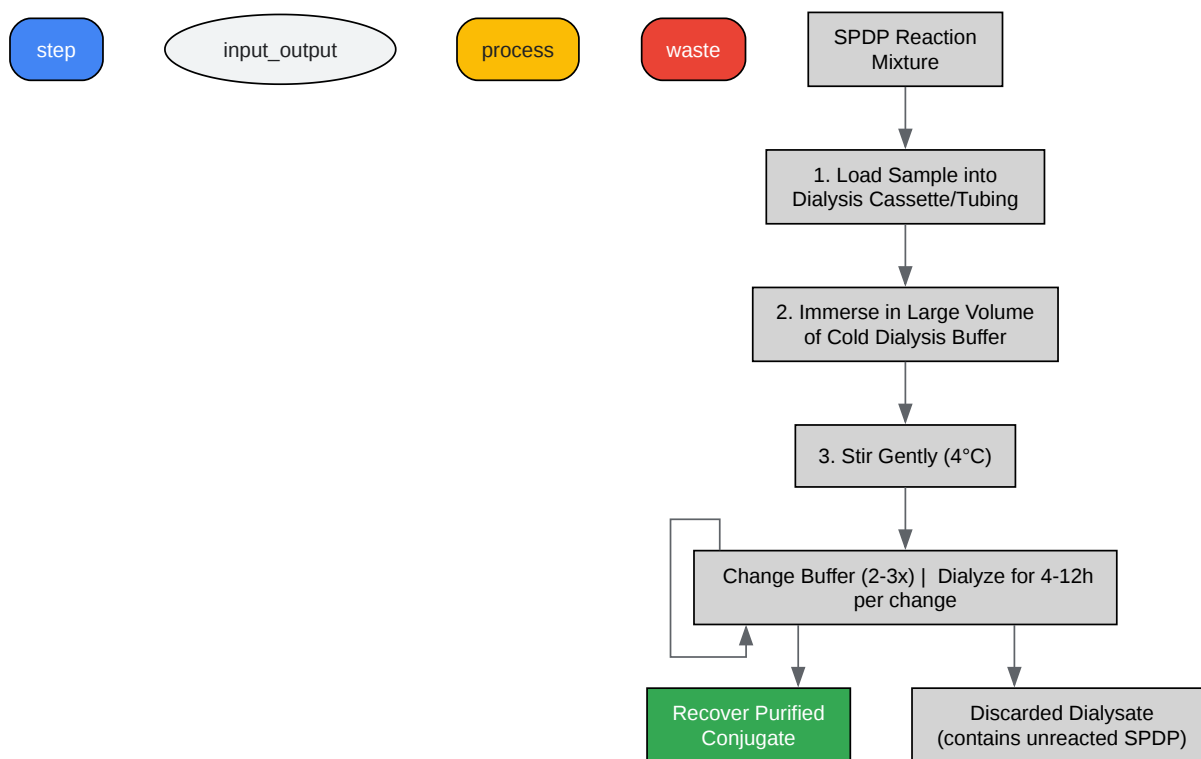 step
input_output
process
waste
SPDP Reaction
Mixture
1. Load Sample into
Dialysis Cassette/Tubing
2. Immerse in Large Volume
of Cold Dialysis Buffer
3. Stir Gently (4°C)
Change Buffer (2-3x) | Dialyze for 4-12h
per change
Recover Purified
Conjugate
Discarded Dialysate
(contains unreacted SPDP)